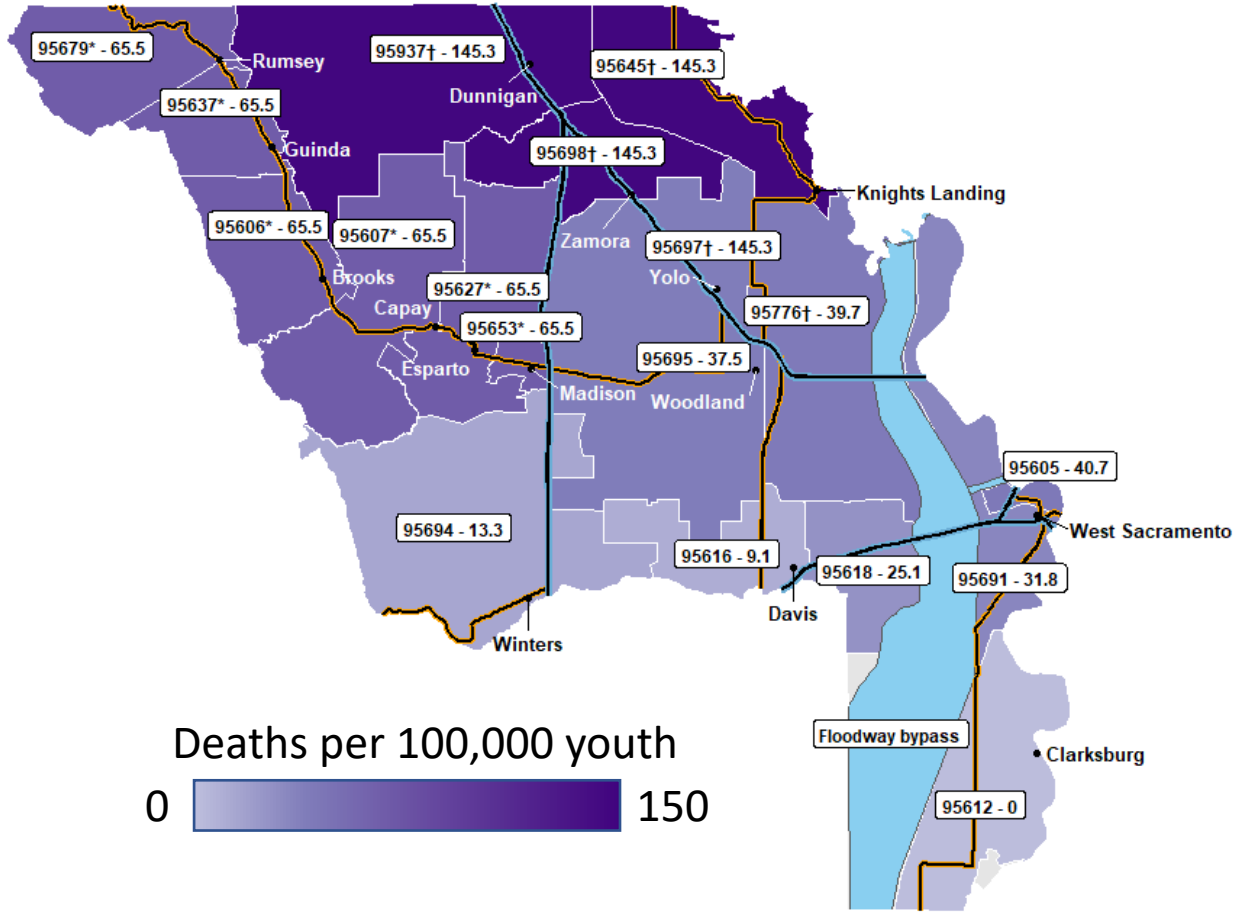 95679* - 65.5
Rumsey
95937† - 145.3
95645† - 145.3
Dunnigan
95637* - 65.5
Guinda
95698† - 145.3
Knights Landing
95606* - 65.5
95607* - 65.5
Zamora
95697† - 145.3
Brooks
95627* - 65.5
Yolo
Capay
95776† - 39.7
95653* - 65.5
95695 - 37.5
Esparto
Madison
Woodland
95605 - 40.7
95694 - 13.3
West Sacramento
95616 - 9.1
95618 - 25.1
95691 - 31.8
Davis
Winters
Floodway bypass
Clarksburg
Deaths per 100,000 youth
0
150
95612 - 0